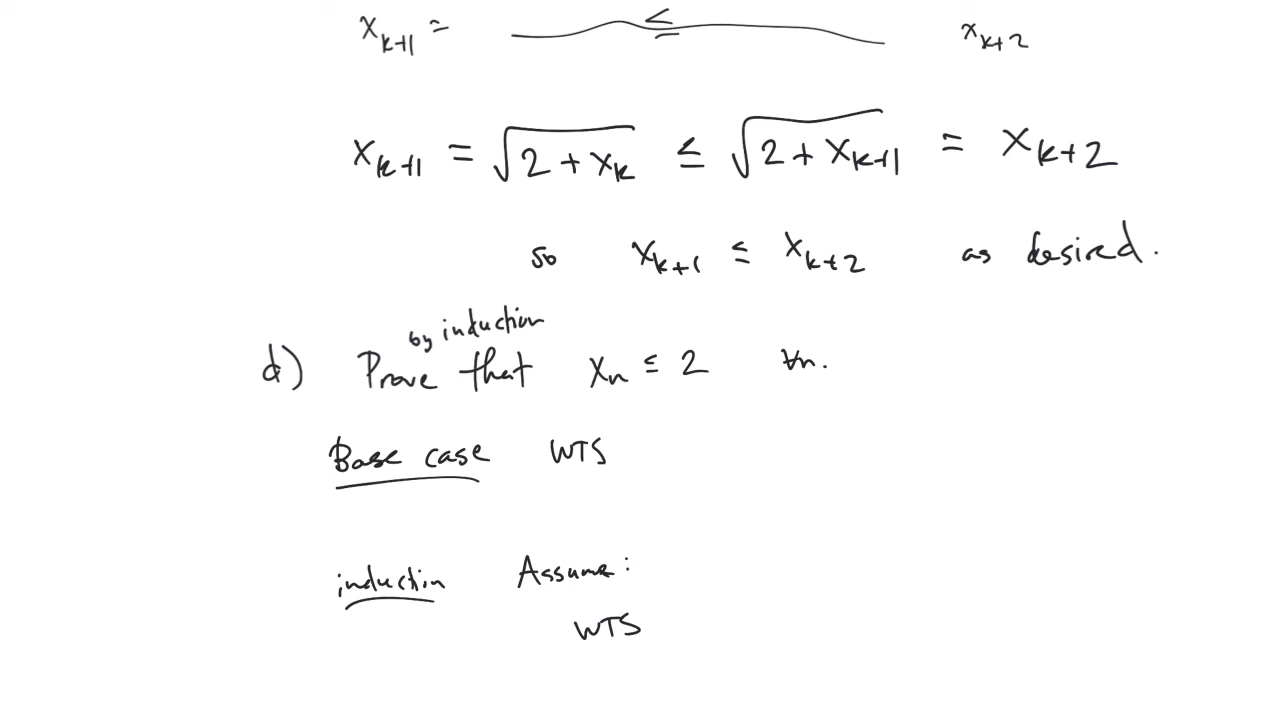 x_{k+1} = ≤ x_{k+2}
x_{k+1} = √(2 + x_k) ≤ √(2 + x_{k+1}) = x_{k+2}
so x_{k+1} ≤ x_{k+2} as desired.
by induction
d) Prove that x_n ≤ 2 ∀n.
Base case WTS
inductin Assume:
WTS